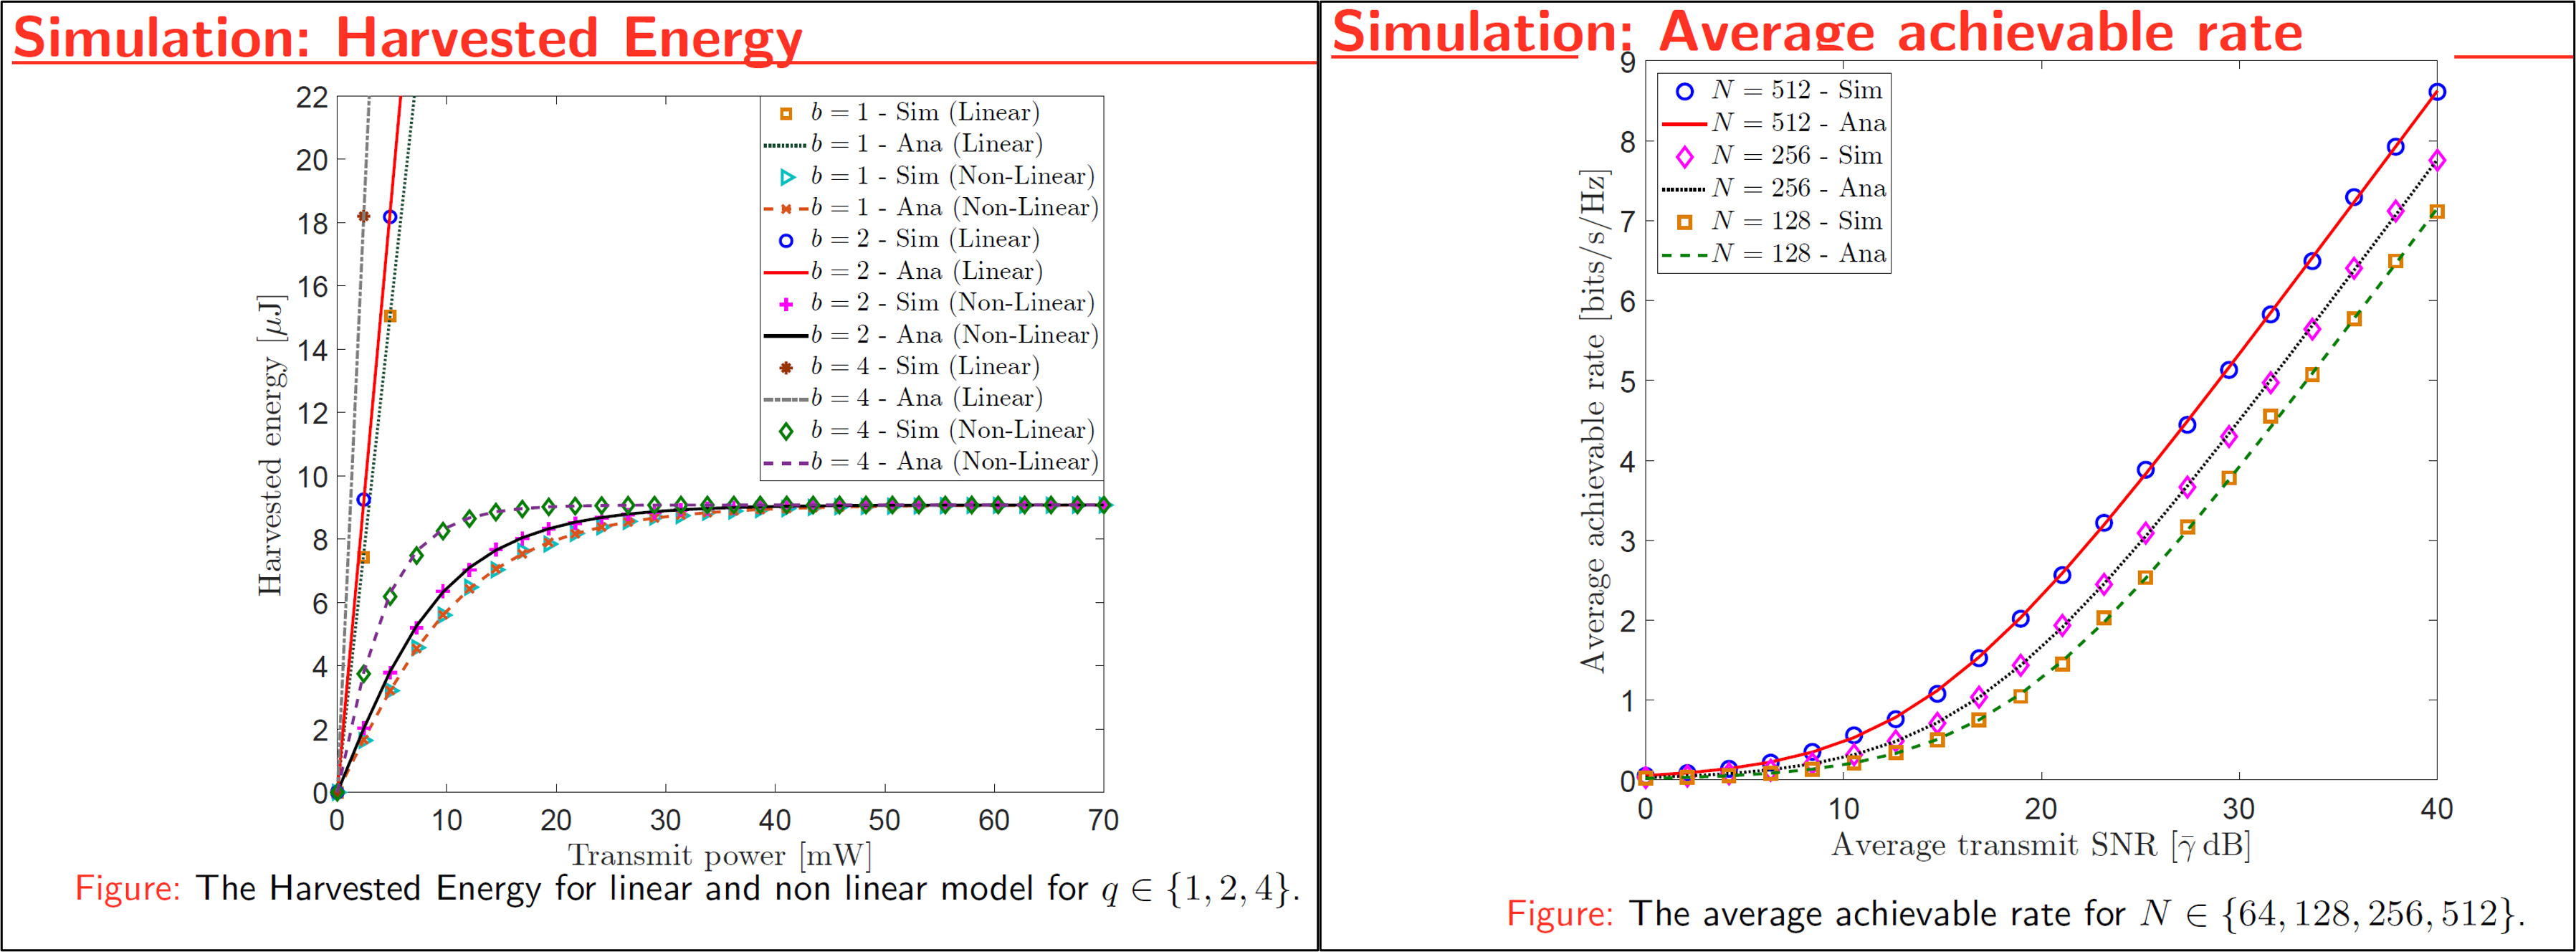 Simulation: Harvested Energy
22
20
18
16
14
12
10
8
6
4
2
0
Harvested energy [μJ]
b = 1 - Sim (Linear)
b = 1 - Ana (Linear)
b = 1 - Sim (Non-Linear)
b = 1 - Ana (Non-Linear)
b = 2 - Sim (Linear)
b = 2 - Ana (Linear)
b = 2 - Sim (Non-Linear)
b = 2 - Ana (Non-Linear)
b = 4 - Sim (Linear)
b = 4 - Ana (Linear)
b = 4 - Sim (Non-Linear)
b = 4 - Ana (Non-Linear)
0 10 20 30 40 50 60 70
Transmit power [mW]
Figure: The Harvested Energy for linear and non linear model for q ∈ {1, 2, 4}.
Simulation: Average achievable rate
9
8
7
6
5
4
3
2
1
0
Average achievable rate [bits/s/Hz]
N = 512 - Sim
N = 512 - Ana
N = 256 - Sim
N = 256 - Ana
N = 128 - Sim
N = 128 - Ana
0 10 20 30 40
Average transmit SNR [γ̄ dB]
Figure: The average achievable rate for N ∈ {64, 128, 256, 512}.